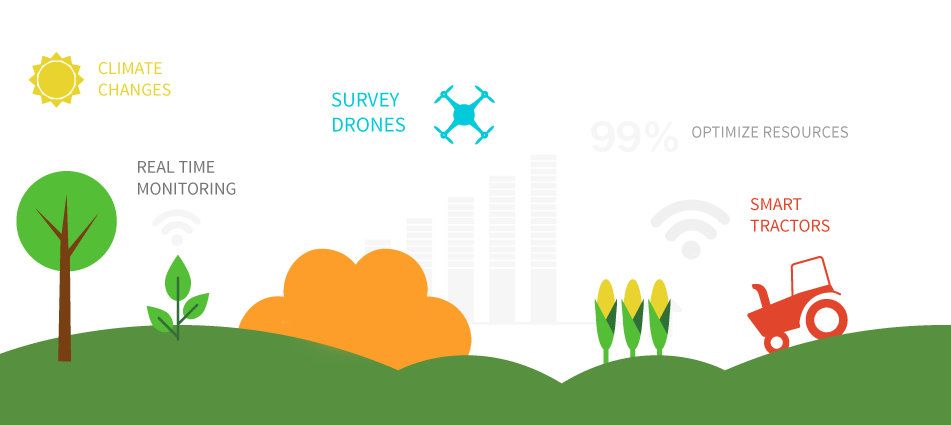 CLIMATE
CHANGES
SURVEY
DRONES
99% OPTIMIZE RESOURCES
REAL TIME
MONITORING
SMART
TRACTORS